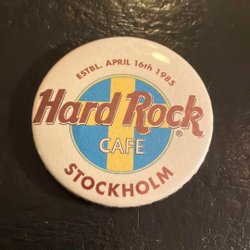 ESTBL. APRIL 16th 1985
Hard Rock ®
CAFE
STOCKHOLM